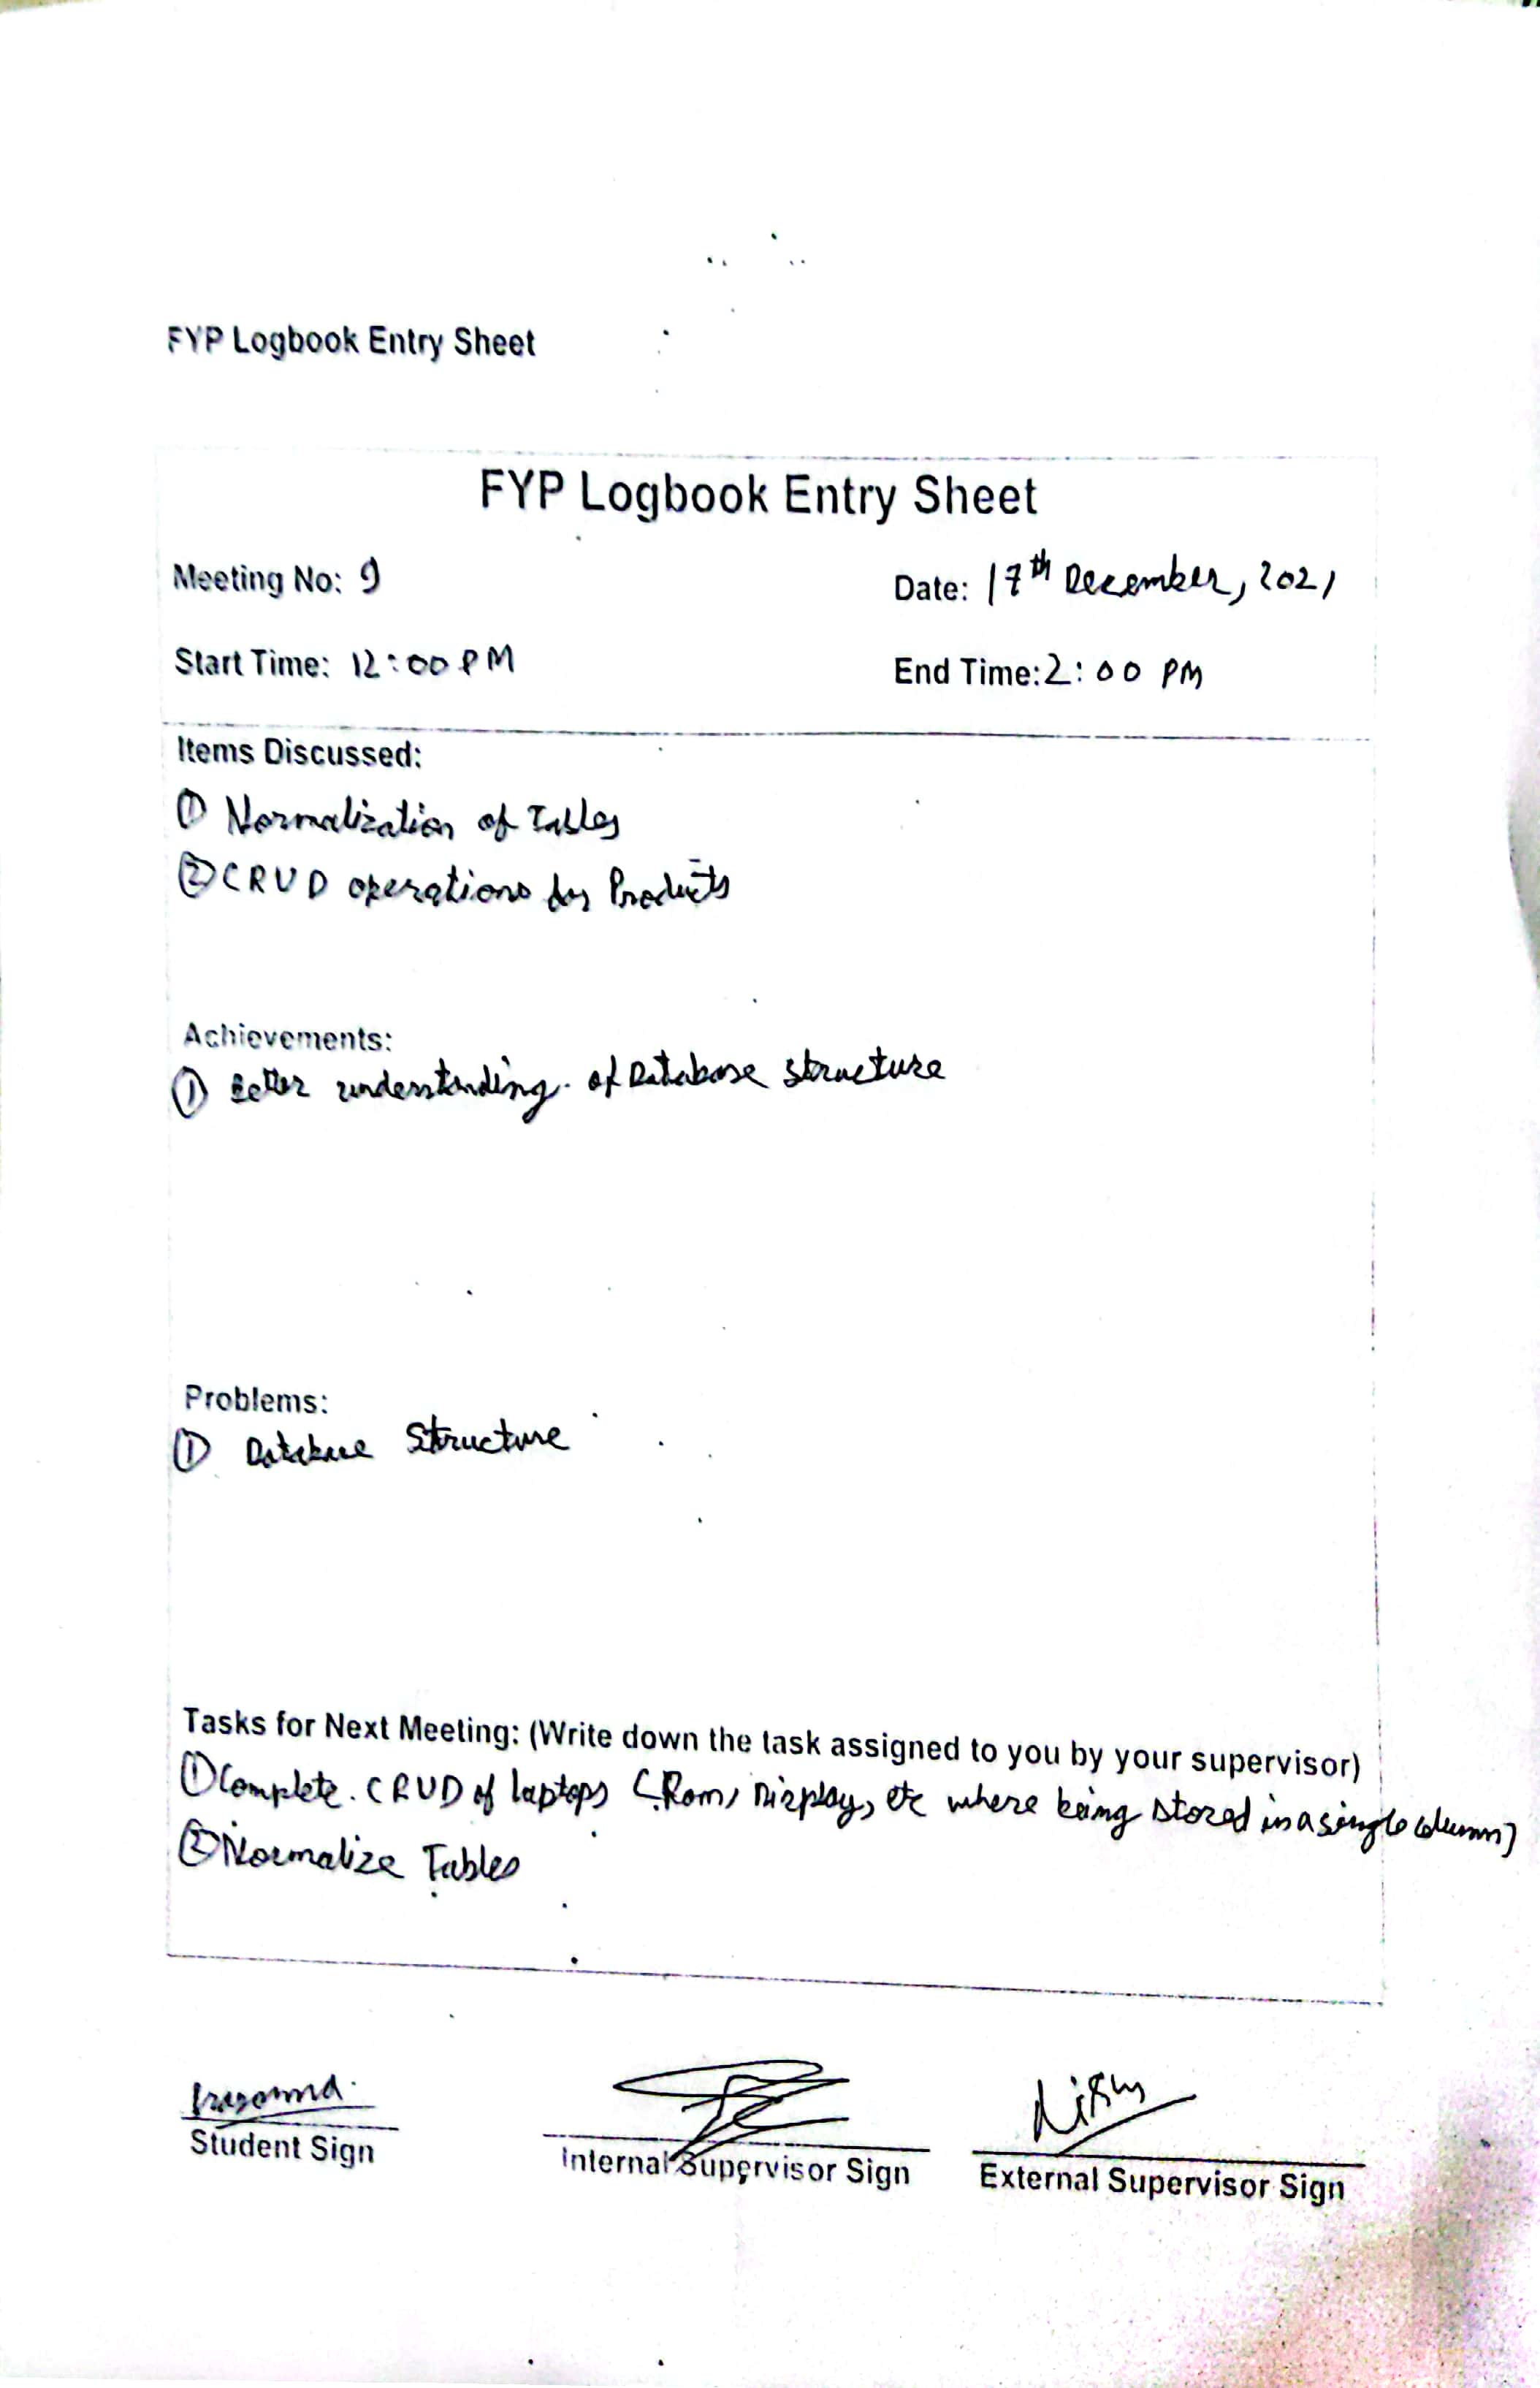 FYP Logbook Entry Sheet
FYP Logbook Entry Sheet
Meeting No: 9
Date: 17th December, 2021
Start Time: 12:00 PM
End Time: 2:00 PM
Items Discussed:
① Normalization of Tables
② CRUD operations for Products
Achievements:
① Better understanding of Database structure
Problems:
① Database Structure
Tasks for Next Meeting: (Write down the task assigned to you by your supervisor)
① Complete CRUD of laptops (Rom, Display, etc where being stored in a single column)
② Normalize Tables
Student Sign
Internal Supervisor Sign
External Supervisor Sign